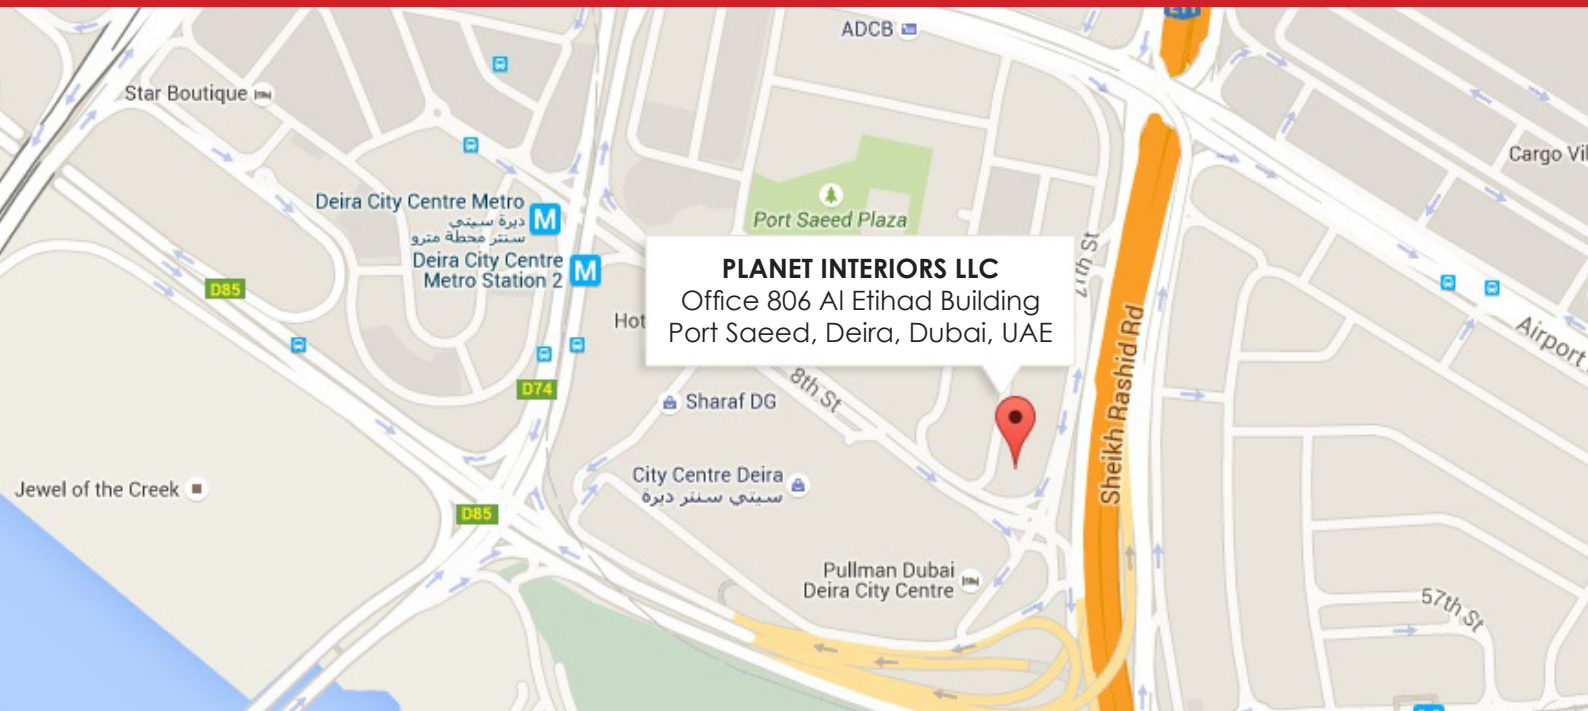 E11
ADCB
Star Boutique
Cargo Vil
Deira City Centre Metro
ديرة سيتي
سنتر محطة مترو
Deira City Centre
Metro Station 2
M
M
Port Saeed Plaza
27th St
PLANET INTERIORS LLC
Office 806 Al Etihad Building
Port Saeed, Deira, Dubai, UAE
D85
Hot
Airport
Sheikh Rashid Rd
D74
8th St
Sharaf DG
City Centre Deira
سيتي سنتر ديرة
Jewel of the Creek
D85
Pullman Dubai
Deira City Centre
57th St